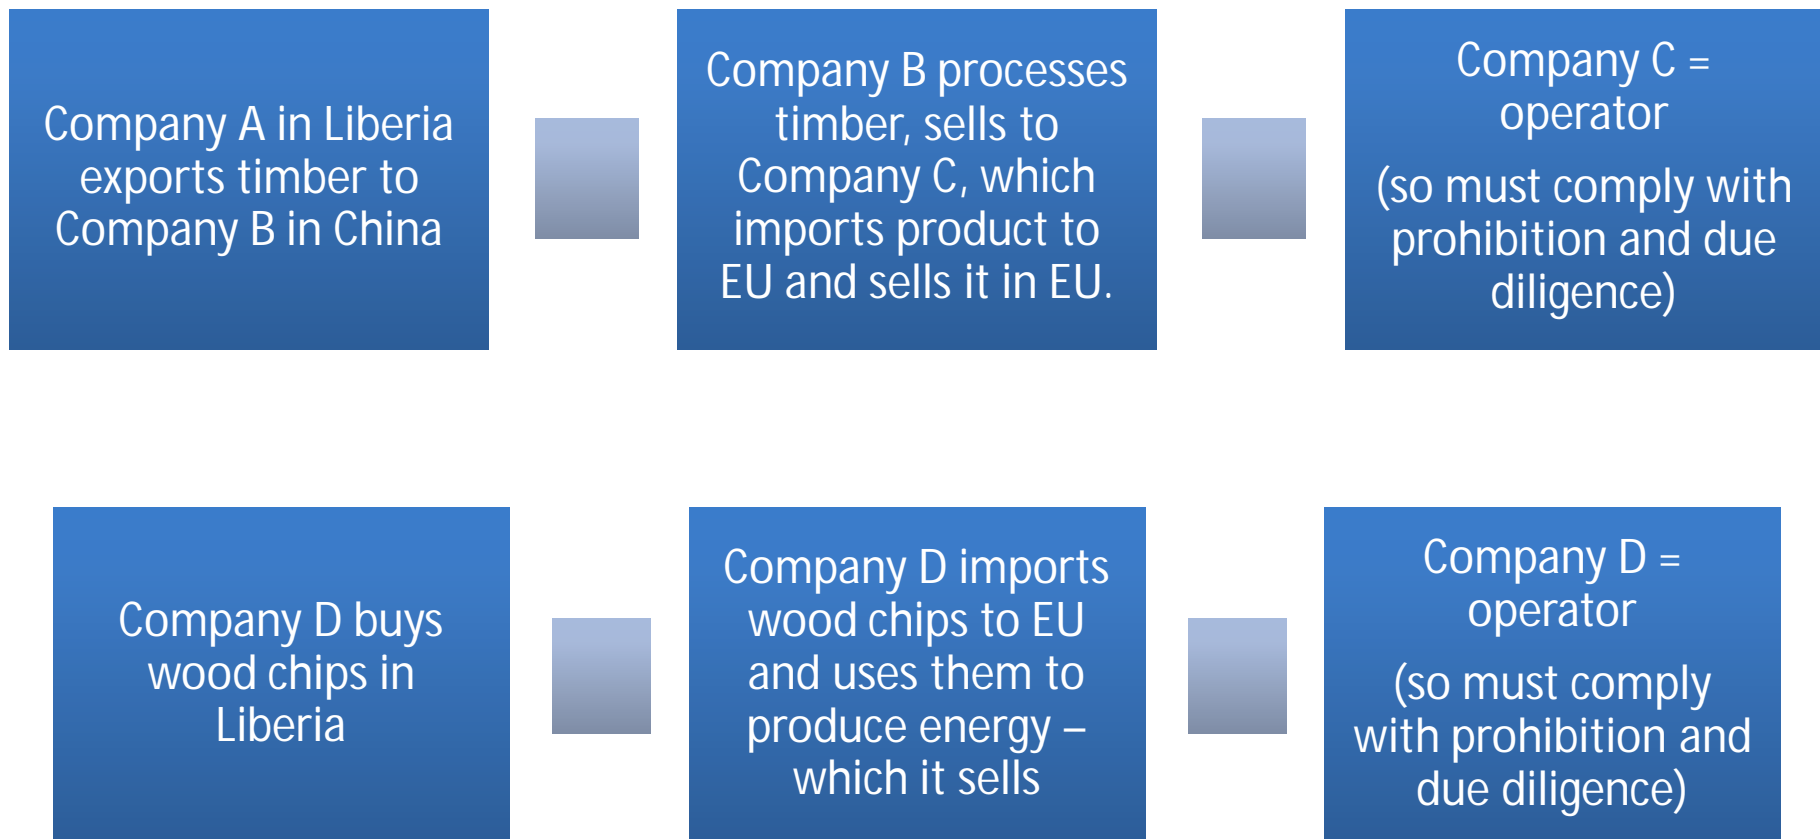 Company A in Liberia
exports timber to
Company B in China
Company B processes
timber, sells to
Company C, which
imports product to
EU and sells it in EU.
Company C =
operator
(so must comply with
prohibition and due
diligence)
Company D buys
wood chips in
Liberia
Company D imports
wood chips to EU
and uses them to
produce energy –
which it sells
Company D =
operator
(so must comply
with prohibition and
due diligence)